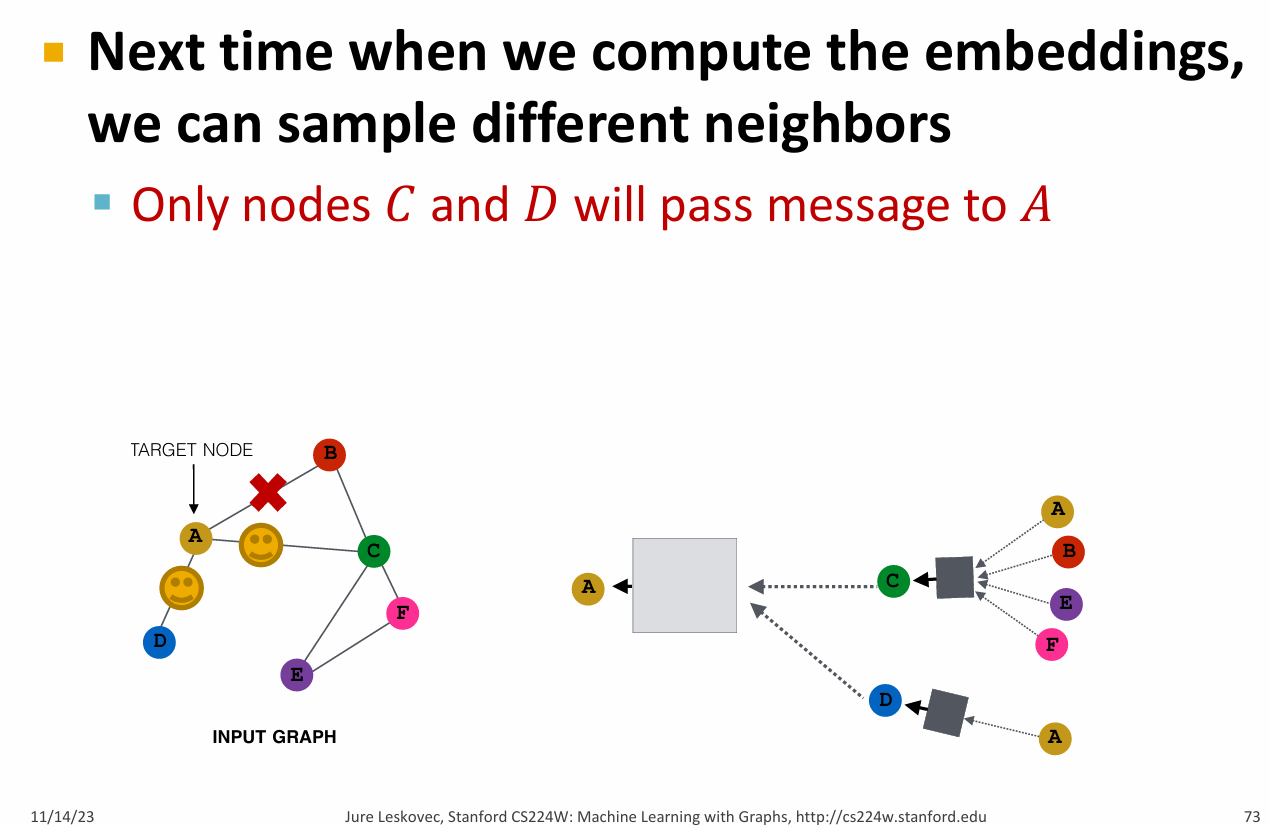 Next time when we compute the embeddings,
we can sample different neighbors
Only nodes C and D will pass message to A
TARGET NODE
B
A
C
D
F
E
INPUT GRAPH
A
C
D
A
B
E
F
A
11/14/23
Jure Leskovec, Stanford CS224W: Machine Learning with Graphs, http://cs224w.stanford.edu
73